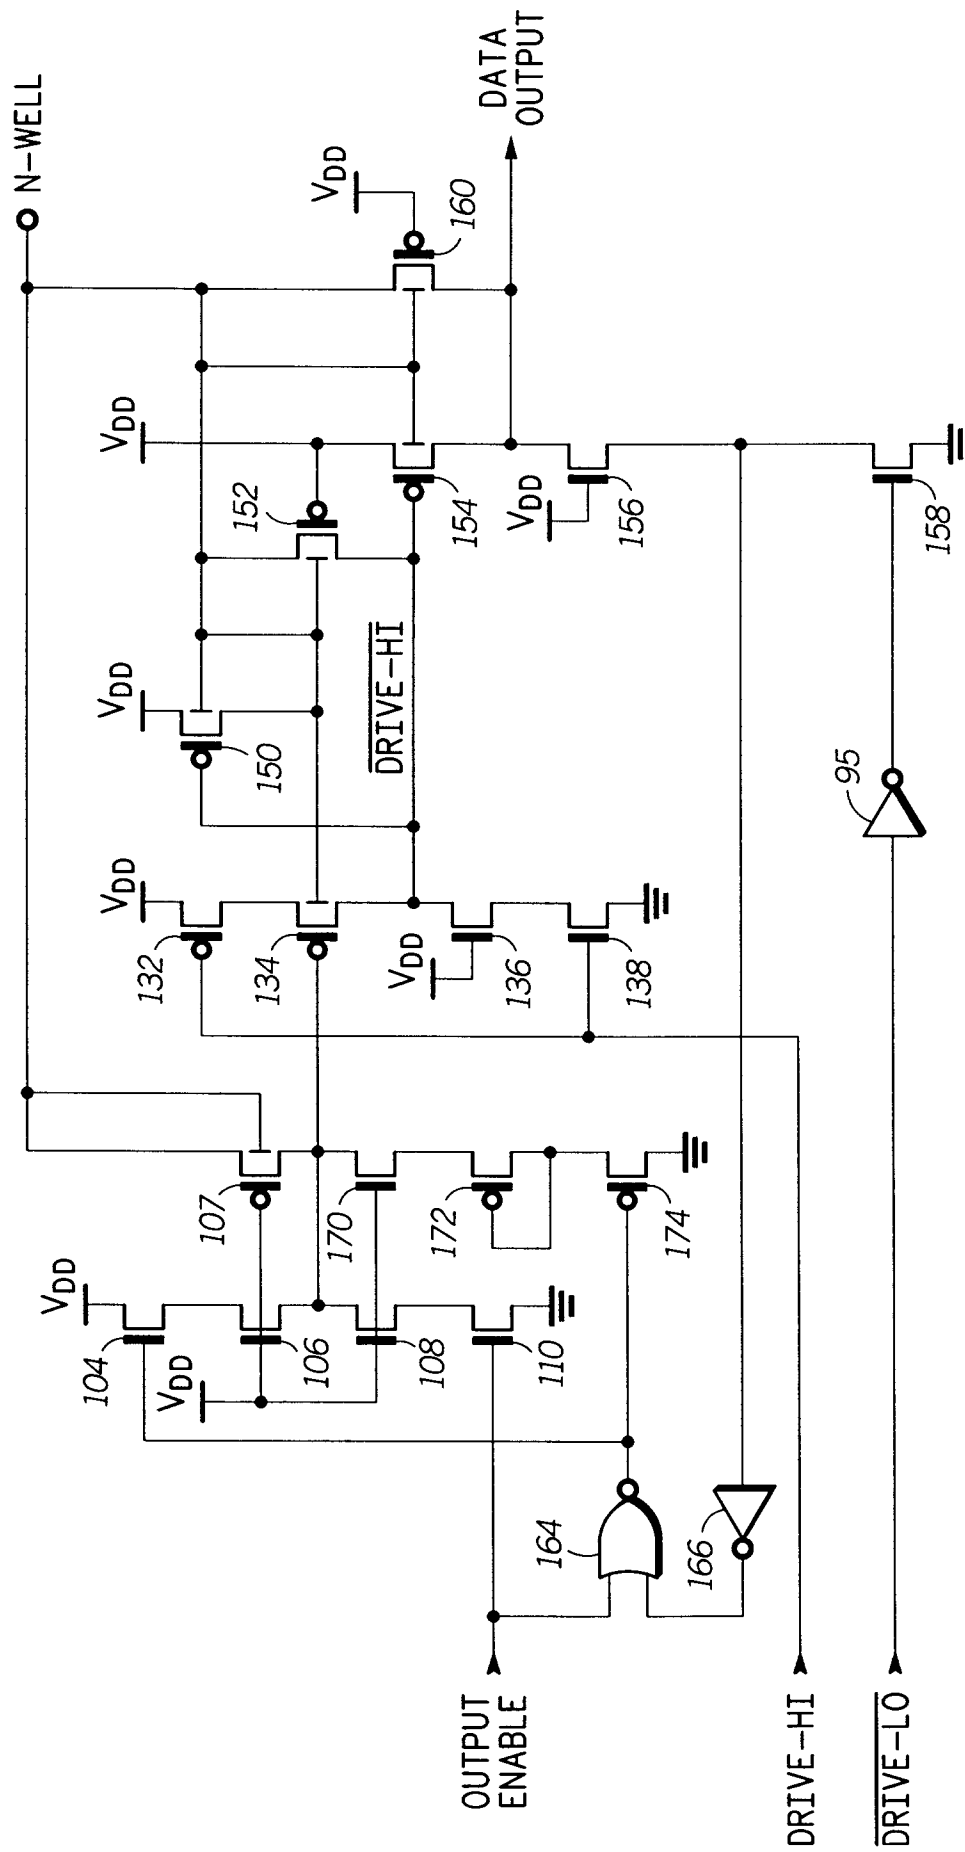 N-WELL
DATA
OUTPUT
VDD
160
VDD
152
154
VDD
156
158
VDD
150
DRIVE-HI
95
VDD
132
134
VDD
136
138
107
170
172
174
VDD
104
VDD
106
108
110
164
166
OUTPUT
ENABLE
DRIVE-HI
DRIVE-LO